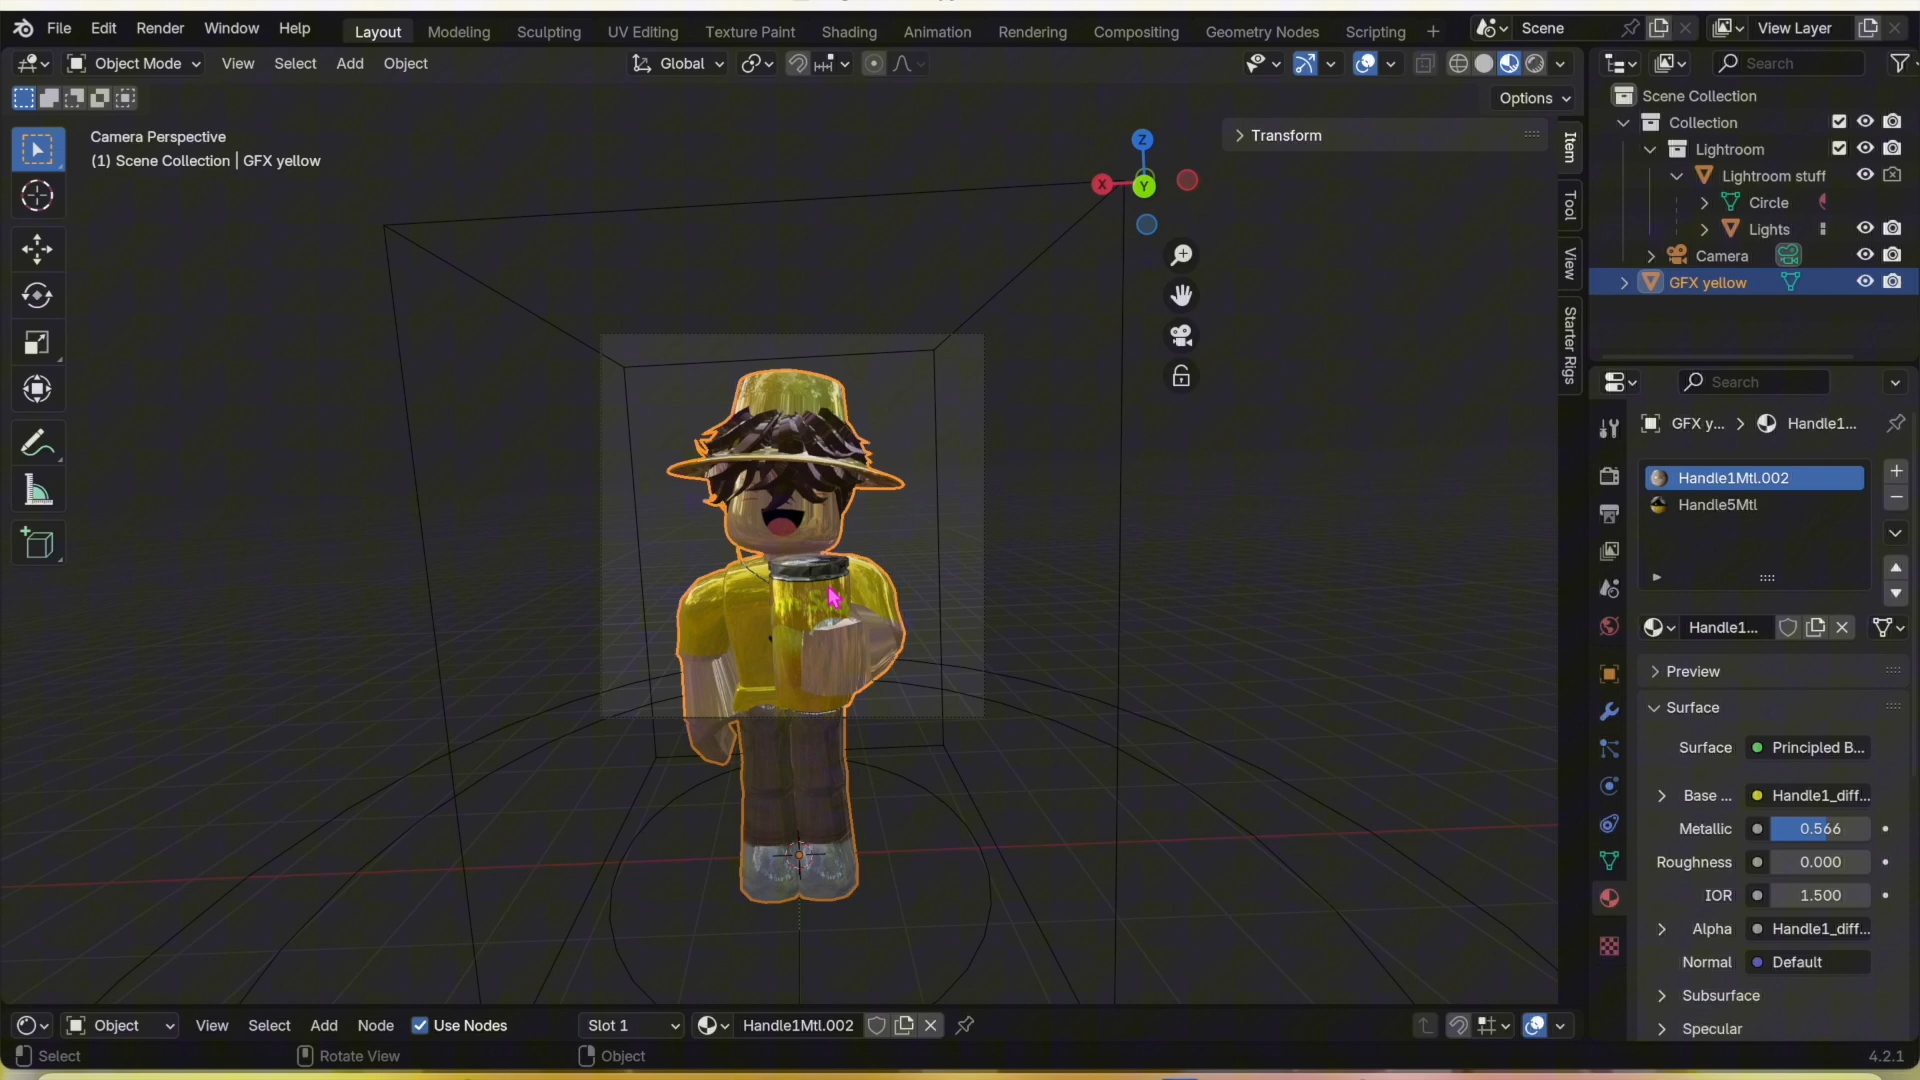 File Edit Render Window Help Layout Modeling Sculpting UV Editing Texture Paint Shading Animation Rendering Compositing Geometry Nodes Scripting + Scene View Layer
Object Mode View Select Add Object Global Search
Options
Camera Perspective
(1) Scene Collection | GFX yellow
Transform
Item
Tool
View
Starter Rigs
Z
X
Y
Scene Collection
Collection
Lightroom
Lightroom stuff
Circle
Lights
Camera
GFX yellow
Search
GFX y... > Handle1...
Handle1Mtl.002
Handle5Mtl
Handle1...
Preview
Surface
Surface Principled B...
Base ... Handle1_diff...
Metallic 0.566
Roughness 0.000
IOR 1.500
Alpha Handle1_diff...
Normal Default
Subsurface
Specular
Object View Select Add Node Use Nodes Slot 1 Handle1Mtl.002
Select Rotate View Object 4.2.1